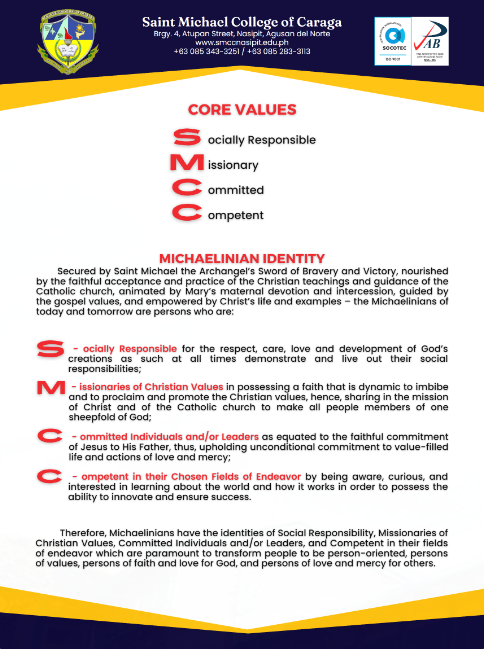 Saint Michael College of Caraga
Brgy. 4, Atupan Street, Nasipit, Agusan del Norte
www.smccnasipit.edu.ph
+63 085 343-3251 / +63 085 283-3113
SOCOTEC
ISO 9001
PAB
CORE VALUES
Socially Responsible
Missionary
Committed
Competent
MICHAELINIAN IDENTITY
Secured by Saint Michael the Archangel's Sword of Bravery and Victory, nourished
by the faithful acceptance and practice of the Christian teachings and guidance of the
Catholic church, animated by Mary's maternal devotion and intercession, guided by
the gospel values, and empowered by Christ's life and examples – the Michaelinians of
today and tomorrow are persons who are:
S - ocially Responsible for the respect, care, love and development of God's
creations as such at all times demonstrate and live out their social
responsibilities;
M - issionaries of Christian Values in possessing a faith that is dynamic to imbibe
and to proclaim and promote the Christian values, hence, sharing in the mission
of Christ and of the Catholic church to make all people members of one
sheepfold of God;
C - ommitted Individuals and/or Leaders as equated to the faithful commitment
of Jesus to His Father, thus, upholding unconditional commitment to value-filled
life and actions of love and mercy;
C - ompetent in their Chosen Fields of Endeavor by being aware, curious, and
interested in learning about the world and how it works in order to possess the
ability to innovate and ensure success.
Therefore, Michaelinians have the identities of Social Responsibility, Missionaries of
Christian Values, Committed Individuals and/or Leaders, and Competent in their fields
of endeavor which are paramount to transform people to be person-oriented, persons
of values, persons of faith and love for God, and persons of love and mercy for others.